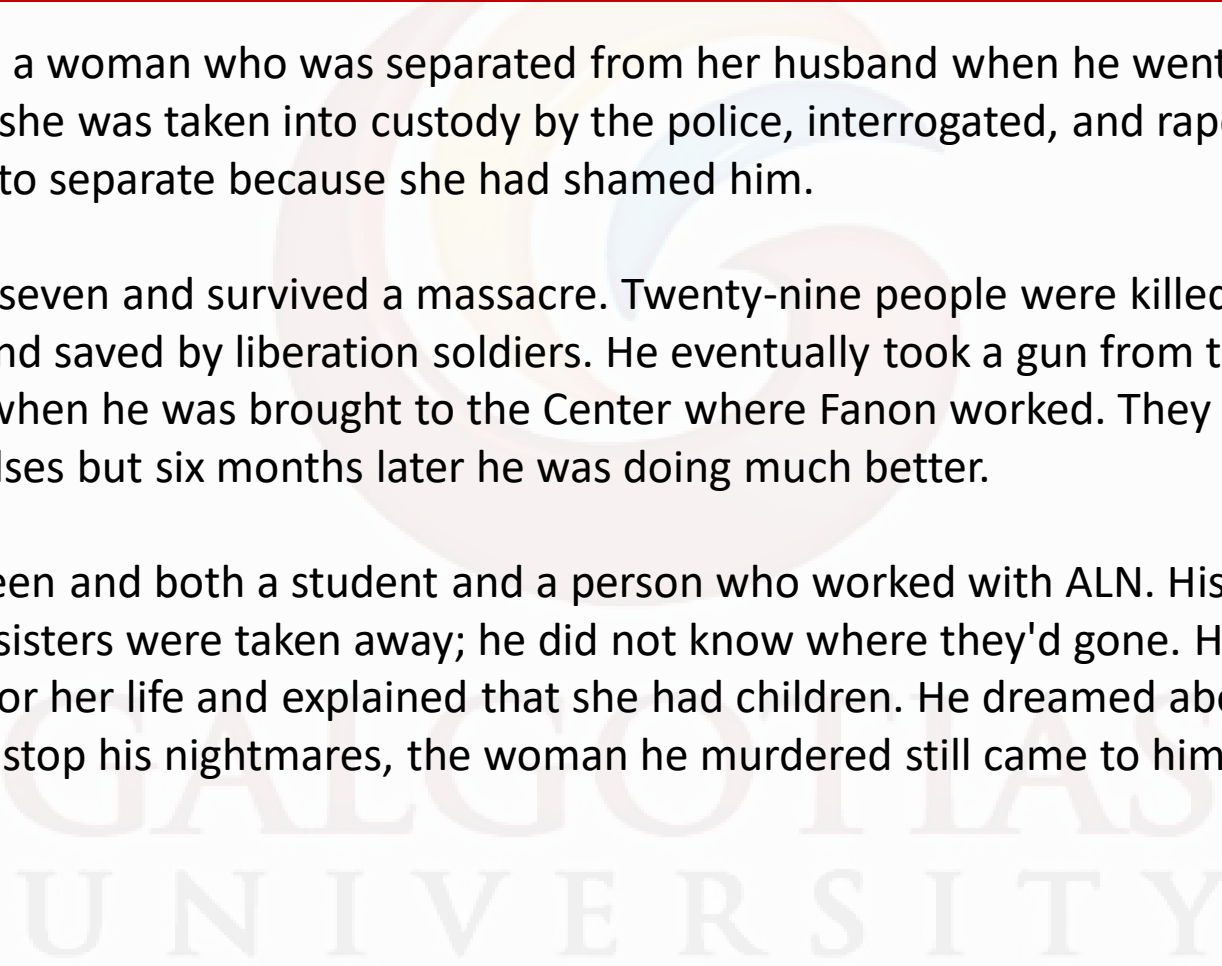 a woman who was separated from her husband when he went
she was taken into custody by the police, interrogated, and rap
to separate because she had shamed him.
seven and survived a massacre. Twenty-nine people were killed
nd saved by liberation soldiers. He eventually took a gun from t
when he was brought to the Center where Fanon worked. They
lses but six months later he was doing much better.
een and both a student and a person who worked with ALN. His
sisters were taken away; he did not know where they'd gone. H
or her life and explained that she had children. He dreamed abo
stop his nightmares, the woman he murdered still came to him
GALGOTIAS
UNIVERSITY